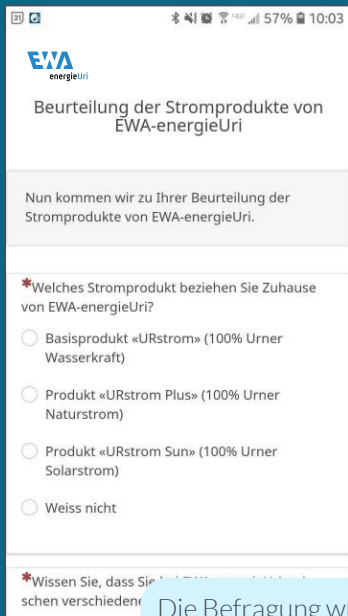 31
57% 10:03
EWA
energieUri
Beurteilung der Stromprodukte von
EWA-energieUri
Nun kommen wir zu Ihrer Beurteilung der
Stromprodukte von EWA-energieUri.
*Welches Stromprodukt beziehen Sie Zuhause
von EWA-energieUri?
Basisprodukt «URstrom» (100% Urner
Wasserkraft)
Produkt «URstrom Plus» (100% Urner
Naturstrom)
Produkt «URstrom Sun» (100% Urner
Solarstrom)
Weiss nicht
*Wissen Sie, dass Sie
schen verschiedene
Die Befragung w